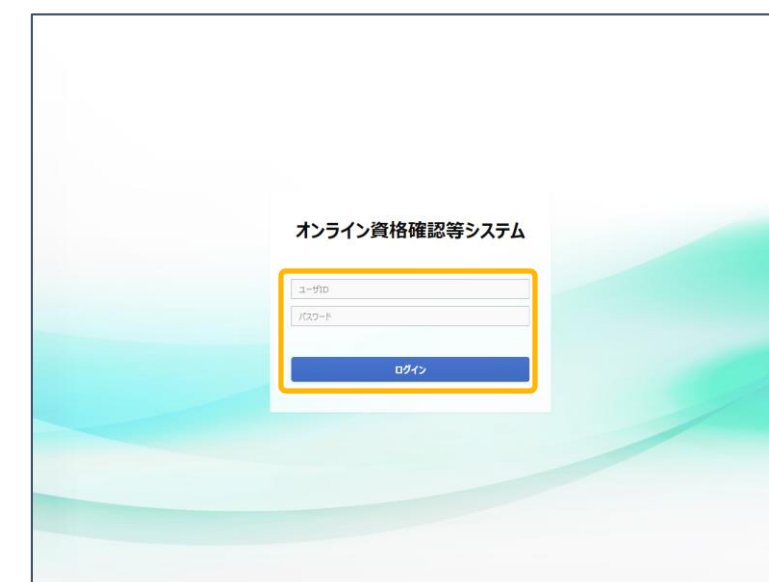 オンライン資格確認等システム
ユーザID
パスワード
ログイン